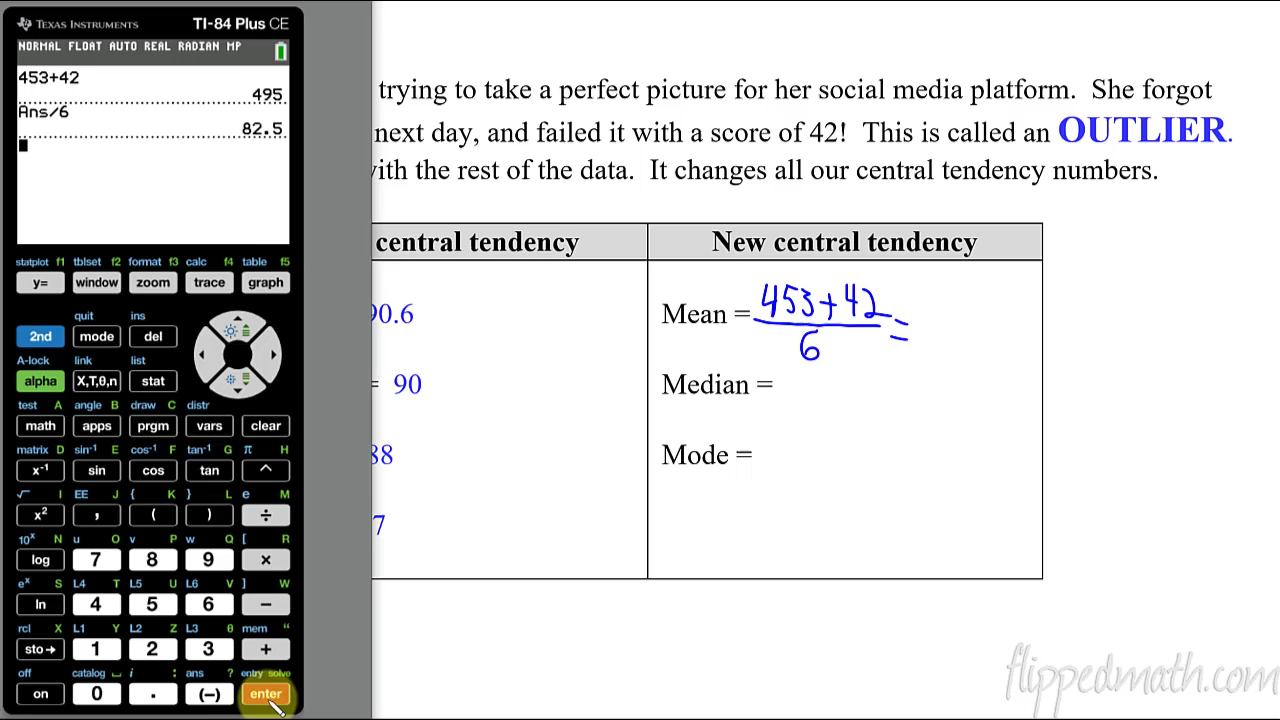 TEXAS INSTRUMENTS TI-84 Plus CE
NORMAL FLOAT AUTO REAL RADIAN MP
453+42
495
Ans/6
82.5
statplot f1 tblset f2 format f3 calc f4 table f5
y= window zoom trace graph
quit ins
2nd mode del
A-lock link list
alpha X,T,θ,n stat
test A angle B draw C distr
math apps prgm vars clear
matrix D sin⁻¹ E cos⁻¹ F tan⁻¹ G π H
x⁻¹ sin cos tan ^
√ I EE J { K } L e M
x² , ( ) ÷
10ˣ N u O v P w Q [ R
log 7 8 9 ×
eˣ S L4 T L5 U L6 V ] W
ln 4 5 6 −
rcl X L1 Y L2 Z L3 θ mem "
sto→ 1 2 3 +
off catalog ⎵ i : ans ? entry solve
on 0 . (−) enter
trying to take a perfect picture for her social media platform. She forgot
next day, and failed it with a score of 42! This is called an OUTLIER.
with the rest of the data. It changes all our central tendency numbers.
central tendency
90.6
= 90
88
7
New central tendency
Mean = 453+42 / 6 =
Median =
Mode =
flippedmath.com